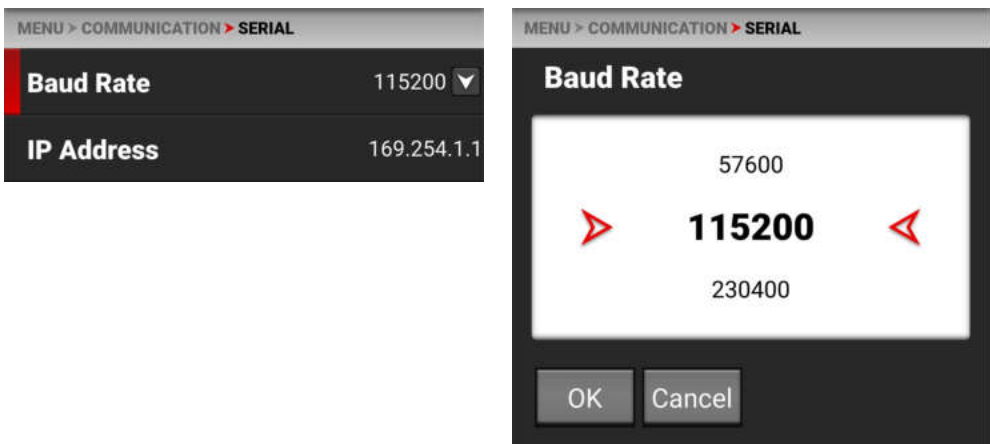 MENU > COMMUNICATION > SERIAL
Baud Rate 115200
IP Address 169.254.1.1
MENU > COMMUNICATION > SERIAL
Baud Rate
57600
115200
230400
OK Cancel